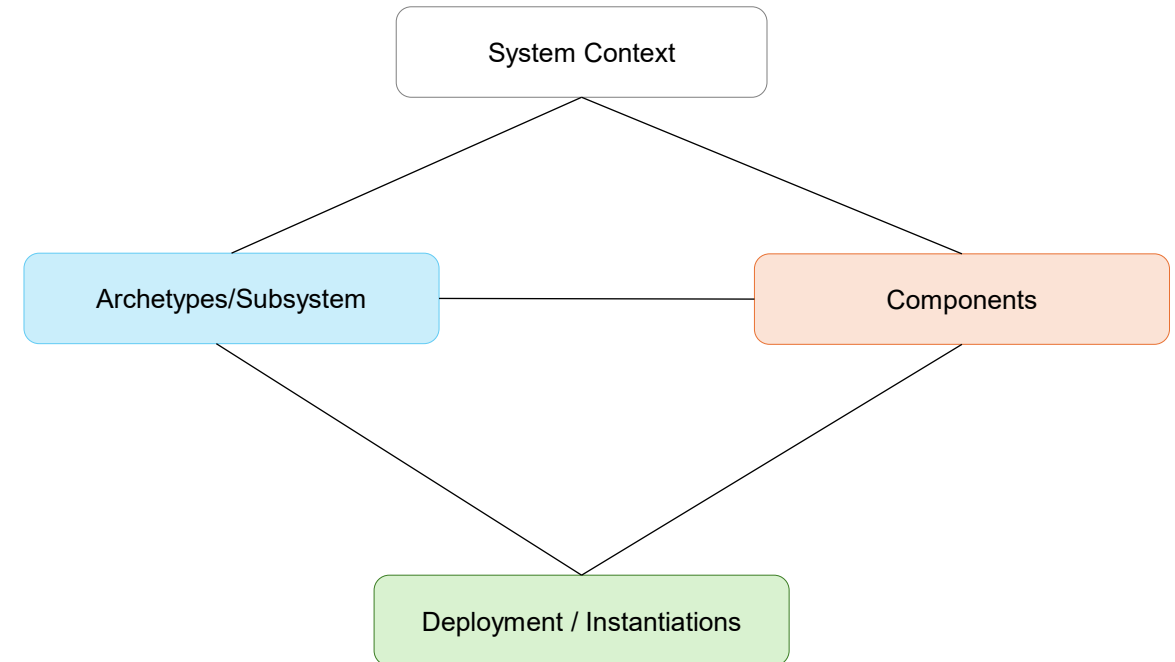 System Context
Archetypes/Subsystem
Components
Deployment / Instantiations